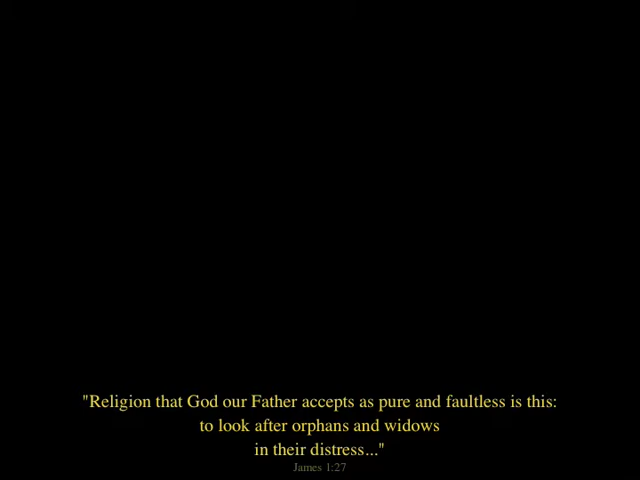 "Religion that God our Father accepts as pure and faultless is this:
to look after orphans and widows
in their distress..."
James 1:27